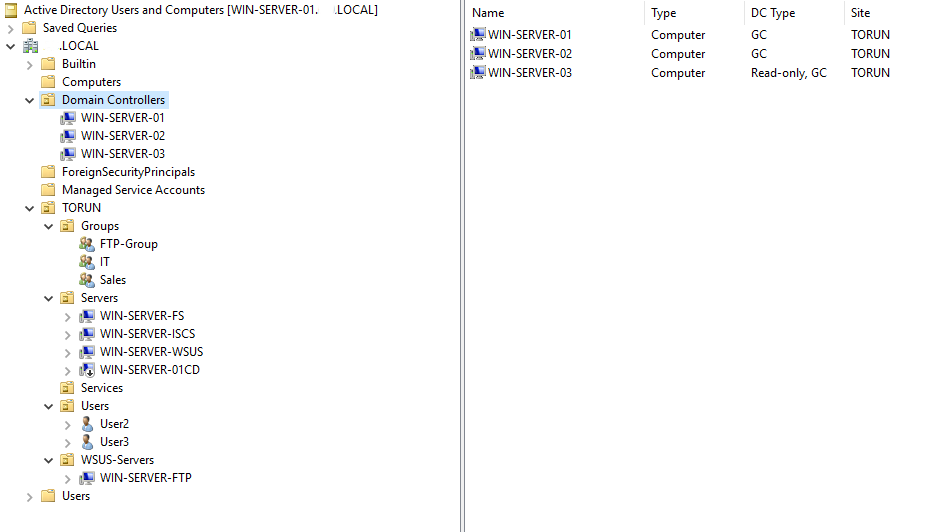 Active Directory Users and Computers [WIN-SERVER-01. .LOCAL]
Saved Queries
.LOCAL
Builtin
Computers
Domain Controllers
WIN-SERVER-01
WIN-SERVER-02
WIN-SERVER-03
ForeignSecurityPrincipals
Managed Service Accounts
TORUN
Groups
FTP-Group
IT
Sales
Servers
WIN-SERVER-FS
WIN-SERVER-ISCS
WIN-SERVER-WSUS
WIN-SERVER-01CD
Services
Users
User2
User3
WSUS-Servers
WIN-SERVER-FTP
Users
Name Type DC Type Site
WIN-SERVER-01 Computer GC TORUN
WIN-SERVER-02 Computer GC TORUN
WIN-SERVER-03 Computer Read-only, GC TORUN